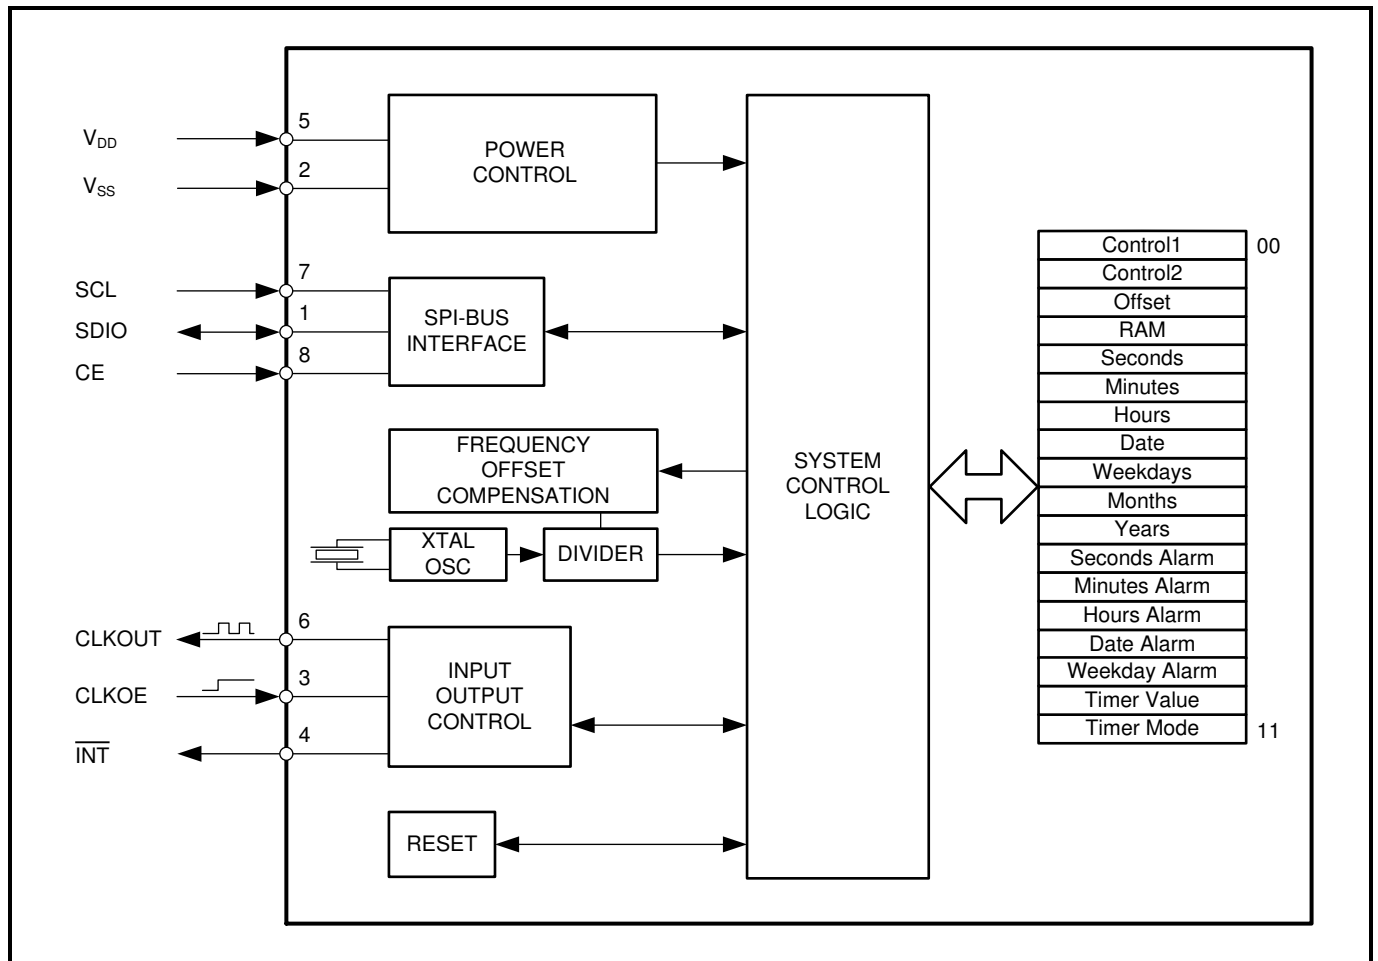 V_DD
5
V_SS
2
POWER
CONTROL
SCL
7
SDIO
1
CE
8
SPI-BUS
INTERFACE
FREQUENCY
OFFSET
COMPENSATION
XTAL
OSC
DIVIDER
CLKOUT
6
CLKOE
3
INT
4
INPUT
OUTPUT
CONTROL
RESET
SYSTEM
CONTROL
LOGIC
Control1 00
Control2
Offset
RAM
Seconds
Minutes
Hours
Date
Weekdays
Months
Years
Seconds Alarm
Minutes Alarm
Hours Alarm
Date Alarm
Weekday Alarm
Timer Value
Timer Mode 11